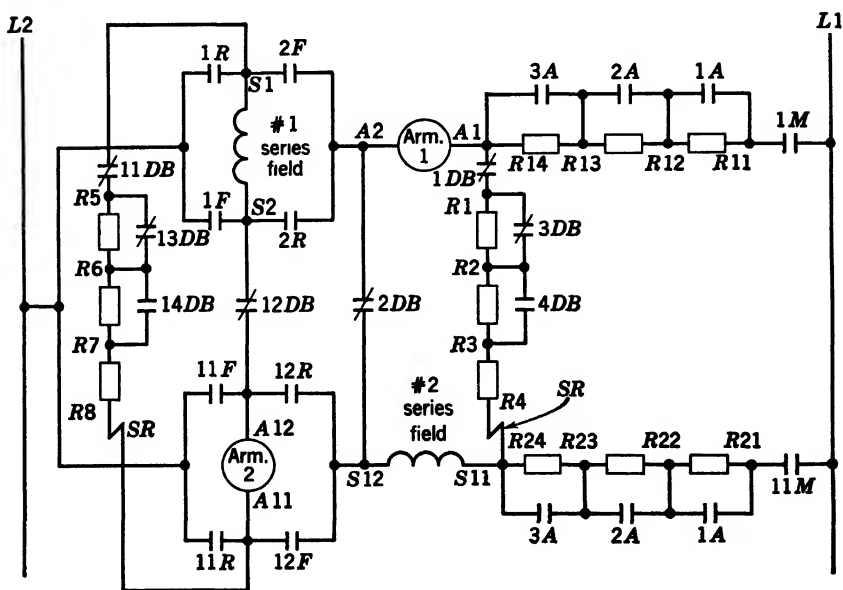 L2
L1
1R
2F
3A
2A
1A
S1
1M
#1
series
field
A2
Arm.
1
A1
R14
R13
R12
R11
11DB
1DB
R5
1F
S2
2R
R1
13DB
3DB
R6
R2
14DB
12DB
2DB
4DB
R7
R3
11F
12R
#2
series
field
R4
SR
R8
SR
A12
Arm.
2
A11
R24
R23
R22
R21
S12
S11
11M
11R
12F
3A
2A
1A